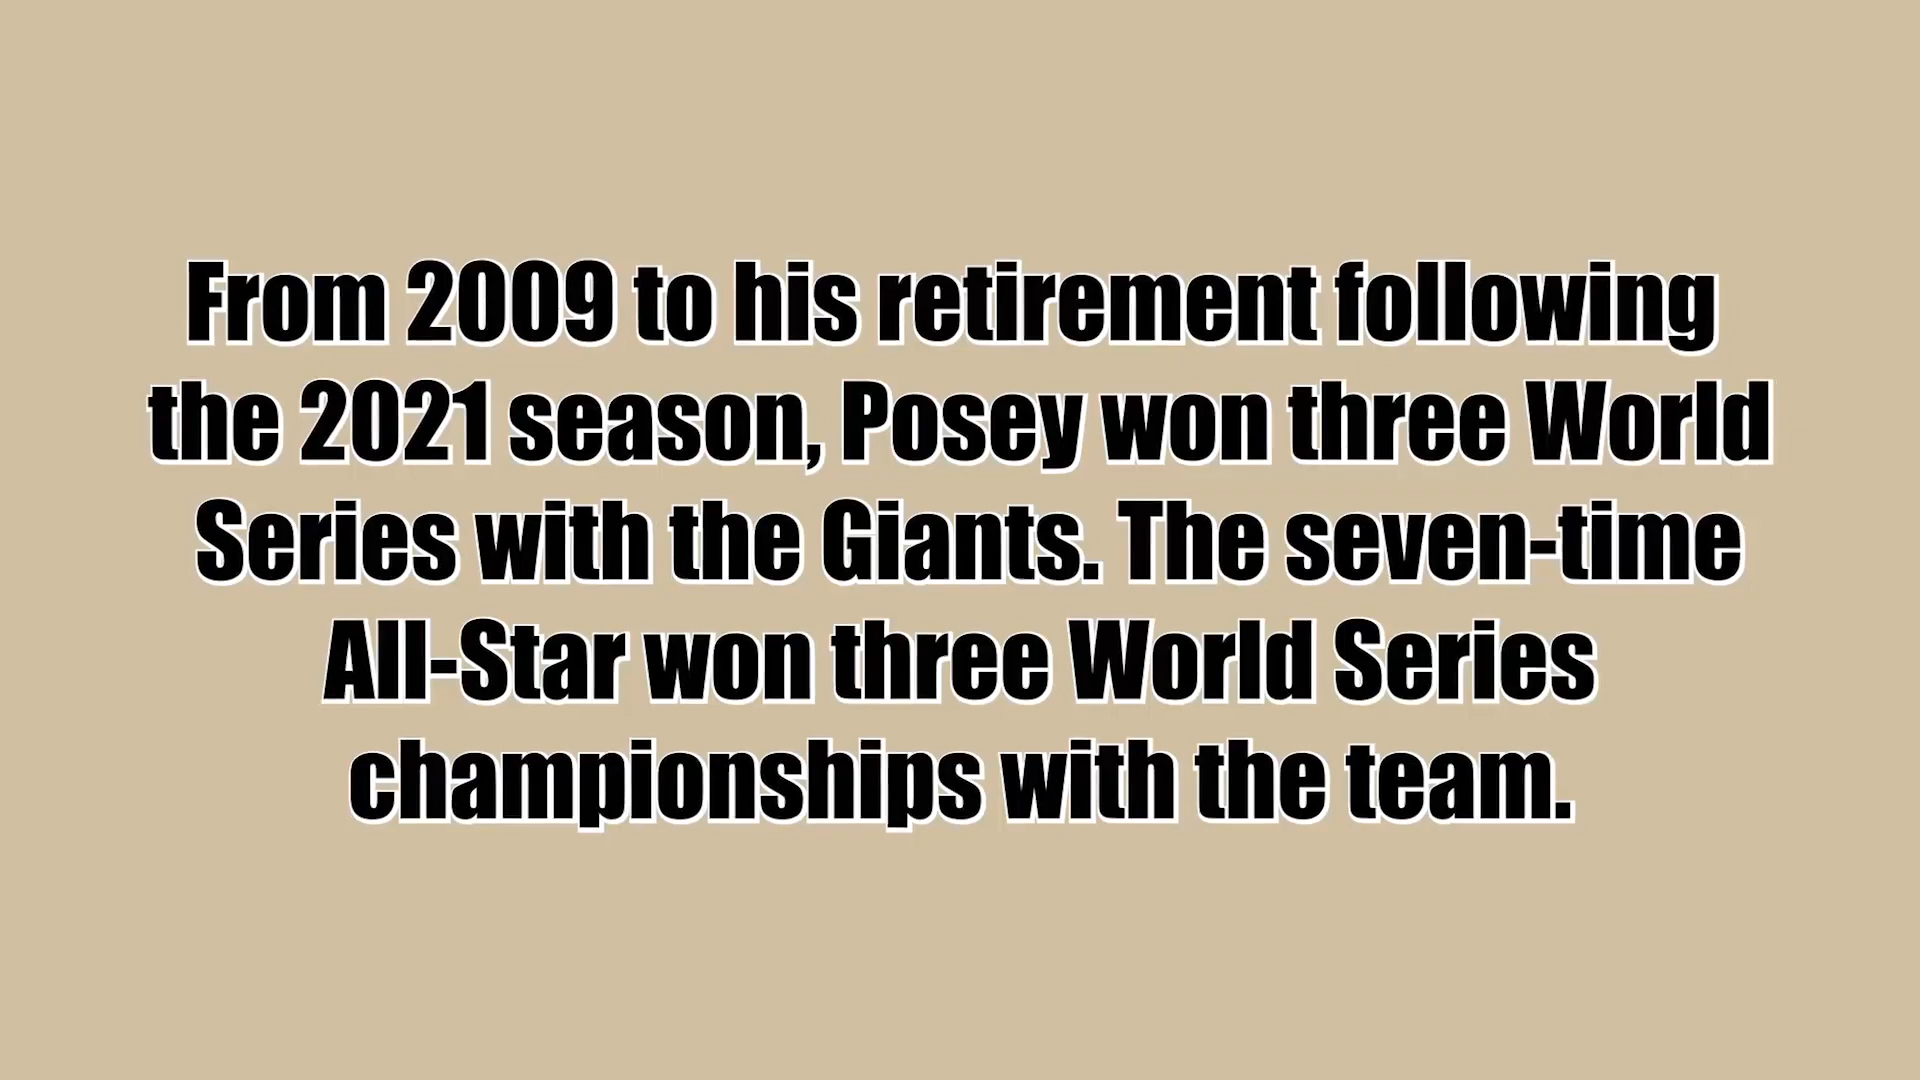 From 2009 to his retirement following
the 2021 season, Posey won three World
Series with the Giants. The seven-time
All-Star won three World Series
championships with the team.